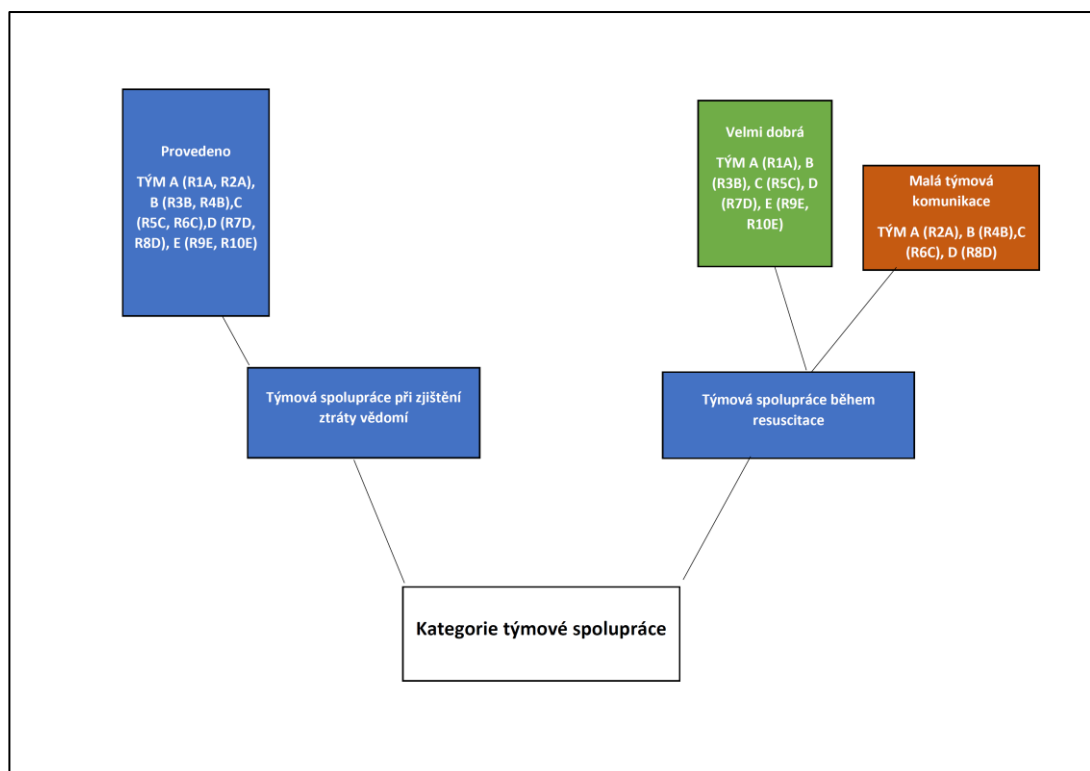 Provedeno
TÝM A (R1A, R2A),
B (R3B, R4B),C
(R5C, R6C),D (R7D,
R8D), E (R9E, R10E)
Velmi dobrá
TÝM A (R1A), B
(R3B), C (R5C), D
(R7D), E (R9E,
R10E)
Malá týmová
komunikace
TÝM A (R2A), B (R4B),C
(R6C), D (R8D)
Týmová spolupráce při zjištění
ztráty vědomí
Týmová spolupráce během
resuscitace
Kategorie týmové spolupráce